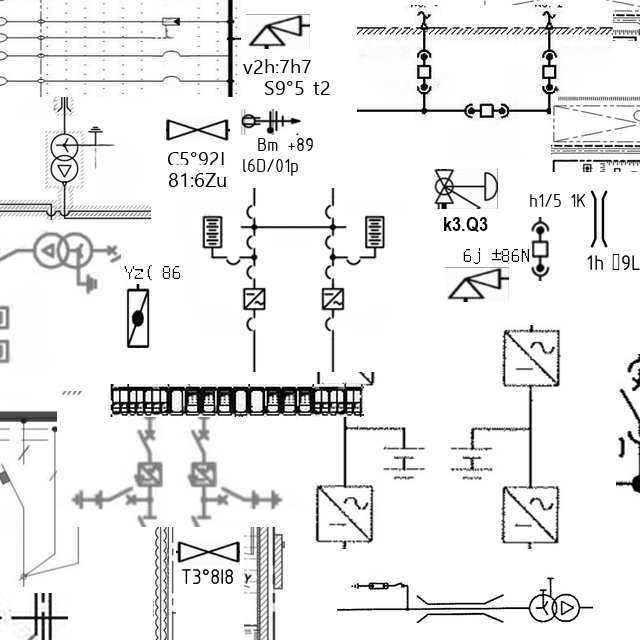 v2h:7h7
S9°5 t2
Bm +89
l6D/01p
C5°92l
81:6Zu
k3.Q3
h1/5 1K
6j ±86N
1h 9L
Yz( 86
T3°8l8